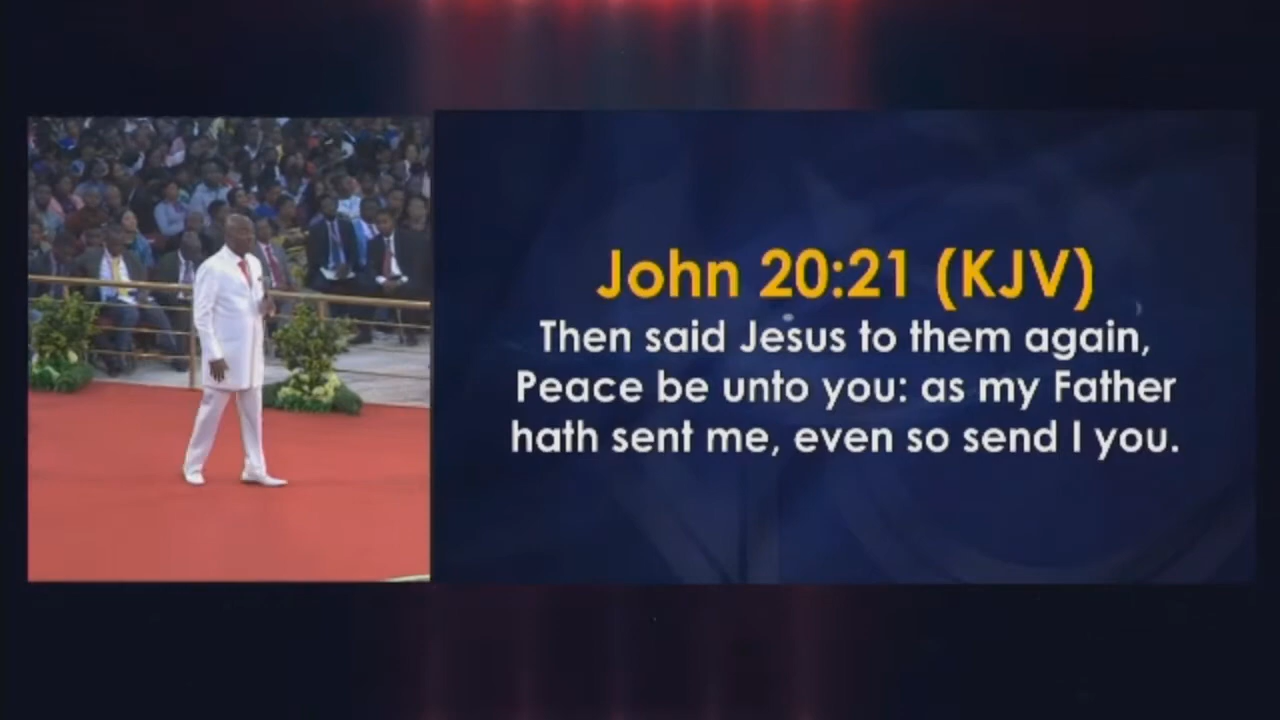 John 20:21 (KJV)
Then said Jesus to them again,
Peace be unto you: as my Father
hath sent me, even so send I you.